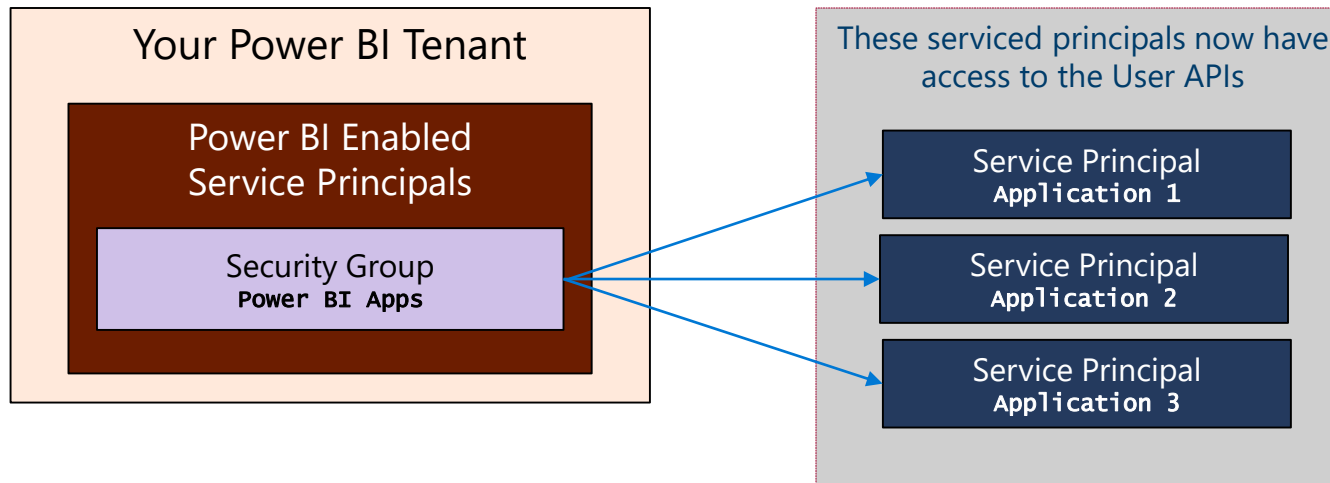 Your Power BI Tenant
Power BI Enabled
Service Principals
Security Group
Power BI Apps
These serviced principals now have
access to the User APIs
Service Principal
Application 1
Service Principal
Application 2
Service Principal
Application 3